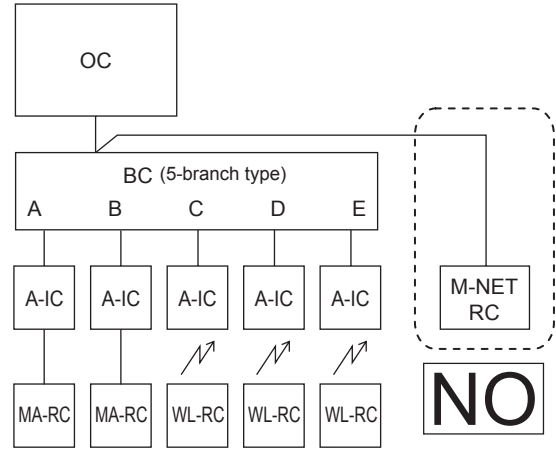 OC
BC (5-branch type)
A B C D E
A-IC A-IC A-IC A-IC A-IC
M-NET
RC
MA-RC MA-RC WL-RC WL-RC WL-RC
NO